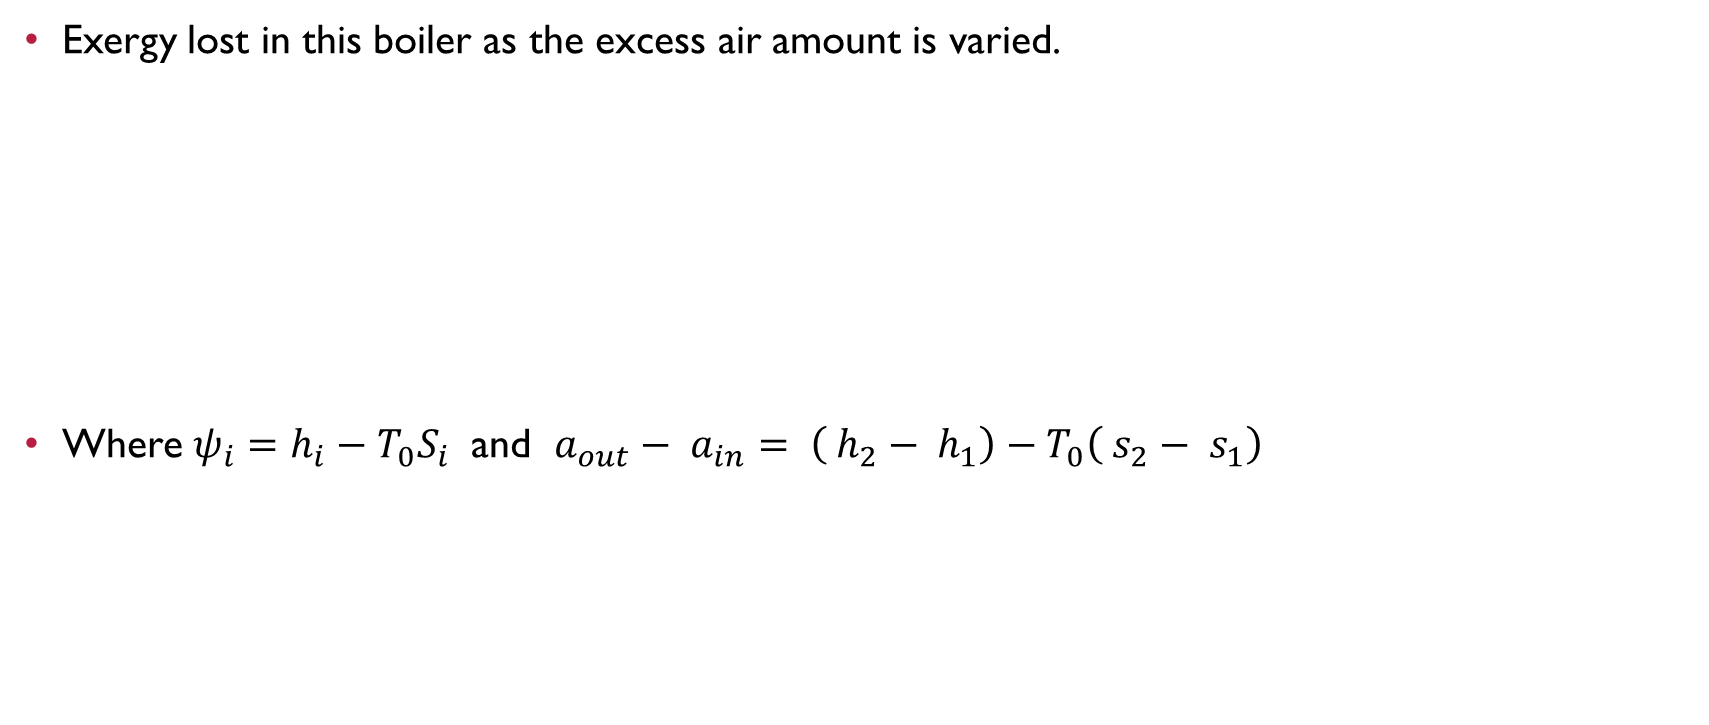 • Exergy lost in this boiler as the excess air amount is varied.
• Where ψᵢ = hᵢ − T₀Sᵢ and a_out − a_in = (h₂ − h₁) − T₀(s₂ − s₁)